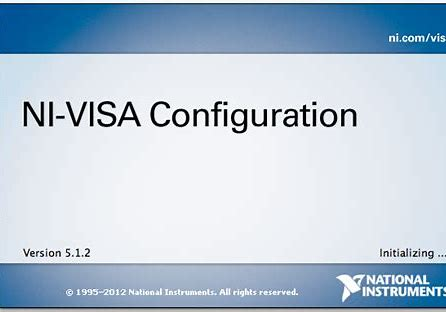 ni.com/vis
NI-VISA Configuration
Version 5.1.2
Initializing ...
© 1995–2012 National Instruments. All rights reserved.
NATIONAL
INSTRUMENTS